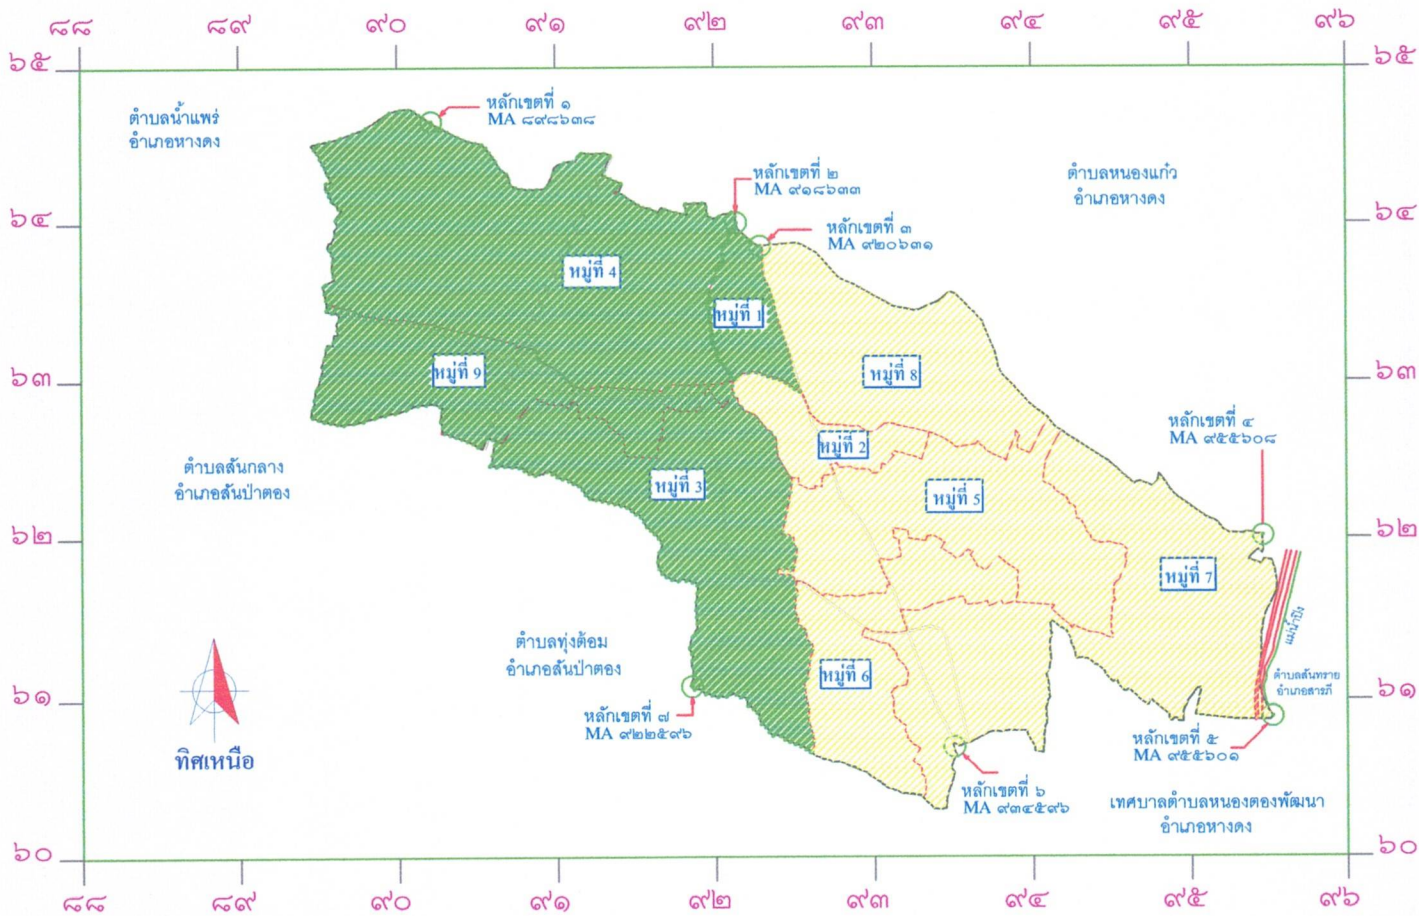 ๘๘ ๘๙ ๙๐ ๙๑ ๙๒ ๙๓ ๙๔ ๙๕ ๙๖
๖๕ ๖๕
ตำบลน้ำแพร่
อำเภอหางดง
หลักเขตที่ ๑
MA ๘๙๘๖๓๘
หลักเขตที่ ๒
MA ๙๑๘๖๓๓
ตำบลหนองแก๋ว
อำเภอหางดง
๖๔ ๖๔
หลักเขตที่ ๓
MA ๙๒๐๖๓๑
หมู่ที่ 4
หมู่ที่ 1
หมู่ที่ 9
หมู่ที่ 8
๖๓ ๖๓
หลักเขตที่ ๔
MA ๙๕๕๖๐๘
หมู่ที่ 2
ตำบลสันกลาง
อำเภอสันป่าตอง
หมู่ที่ 3
หมู่ที่ 5
๖๒ ๖๒
หมู่ที่ 7
แม่น้ำปิง
ตำบลทุ่งต้อม
อำเภอสันป่าตอง
หมู่ที่ 6
ตำบลสันทราย
อำเภอสารภี
๖๑ ๖๑
หลักเขตที่ ๗
MA ๙๒๒๕๙๖
หลักเขตที่ ๕
MA ๙๕๕๖๐๑
ทิศเหนือ
หลักเขตที่ ๖
MA ๙๓๔๕๙๖
เทศบาลตำบลหนองตองพัฒนา
อำเภอหางดง
๖๐ ๖๐
๘๘ ๘๙ ๙๐ ๙๑ ๙๒ ๙๓ ๙๔ ๙๕ ๙๖